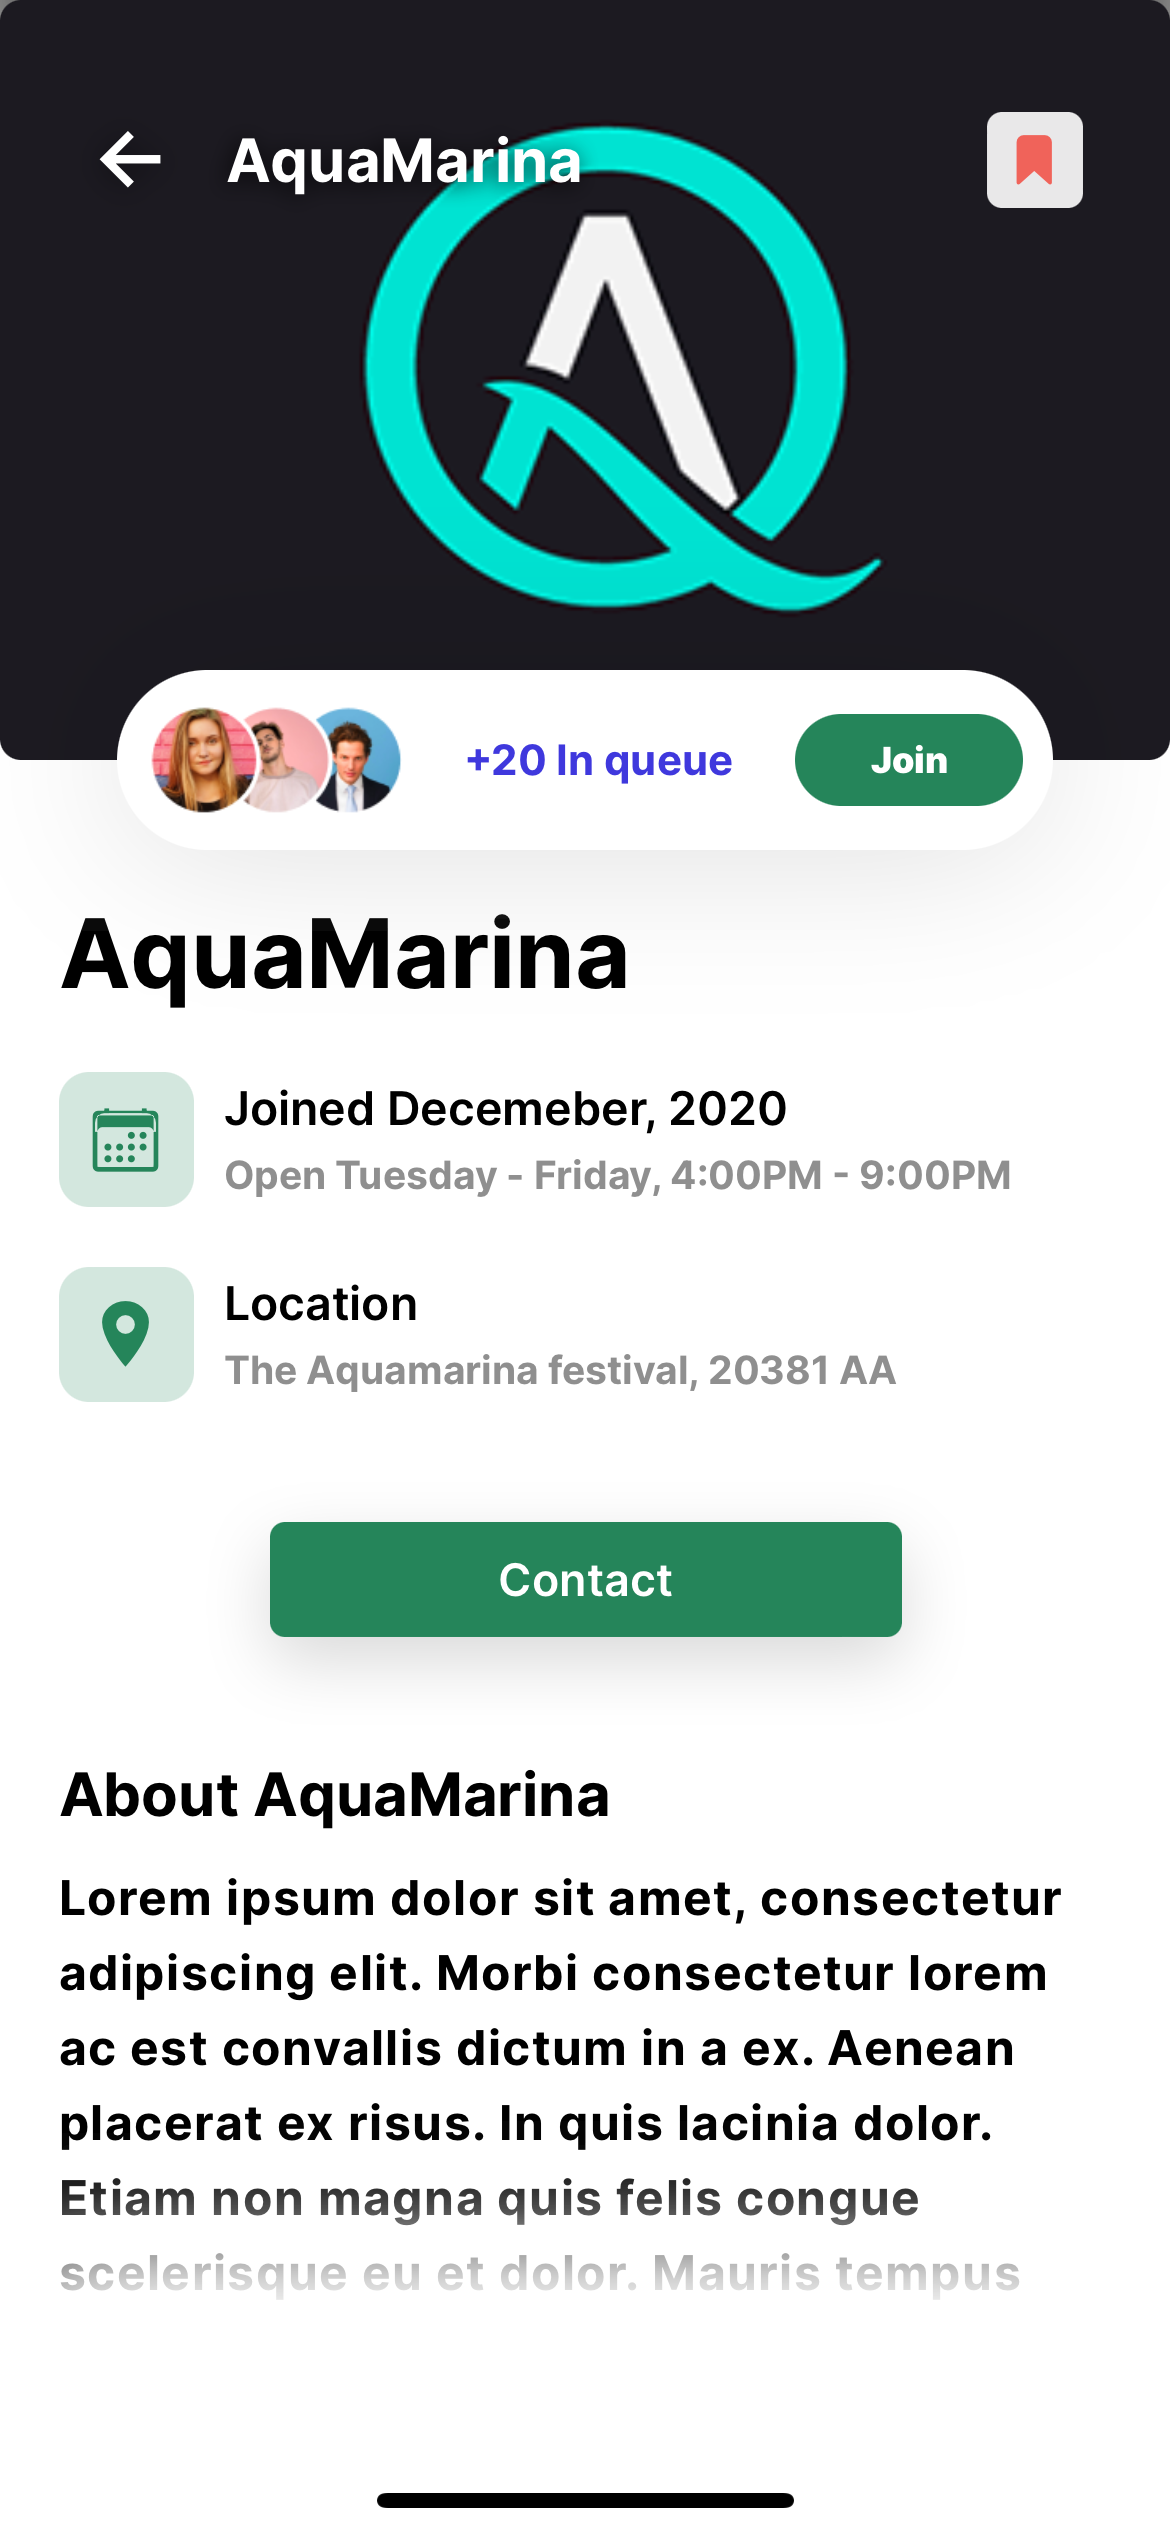 AquaMarina
+20 In queue
Join
AquaMarina
Joined Decemeber, 2020
Open Tuesday - Friday, 4:00PM - 9:00PM
Location
The Aquamarina festival, 20381 AA
Contact
About AquaMarina
Lorem ipsum dolor sit amet, consectetur
adipiscing elit. Morbi consectetur lorem
ac est convallis dictum in a ex. Aenean
placerat ex risus. In quis lacinia dolor.
Etiam non magna quis felis congue
scelerisque eu et dolor. Mauris tempus